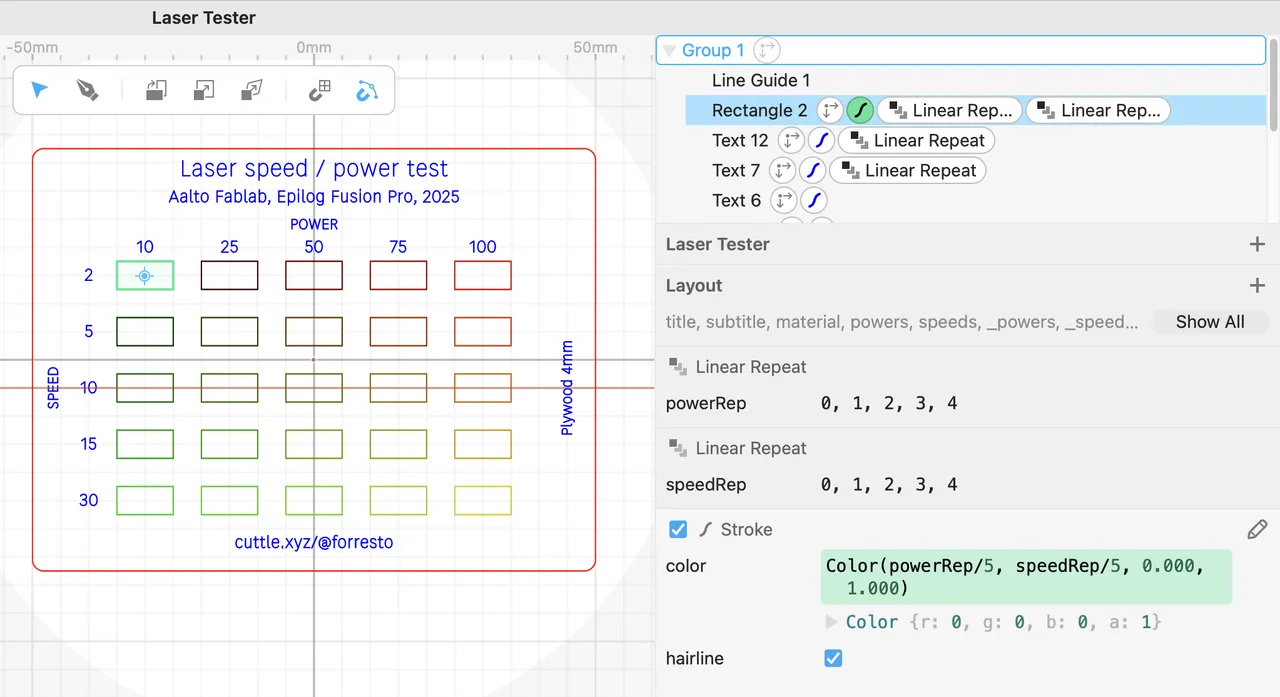 Laser Tester
-50mm
0mm
50mm
Laser speed / power test
Aalto Fablab, Epilog Fusion Pro, 2025
POWER
10 25 50 75 100
2
5
SPEED
10
15
30
Plywood 4mm
cuttle.xyz/@forresto
Group 1
Line Guide 1
Rectangle 2 Linear Rep... Linear Rep...
Text 12 Linear Repeat
Text 7 Linear Repeat
Text 6
Laser Tester
Layout
title, subtitle, material, powers, speeds, _powers, _speed... Show All
Linear Repeat
powerRep 0, 1, 2, 3, 4
Linear Repeat
speedRep 0, 1, 2, 3, 4
Stroke
color Color(powerRep/5, speedRep/5, 0.000,
1.000)
Color {r: 0, g: 0, b: 0, a: 1}
hairline